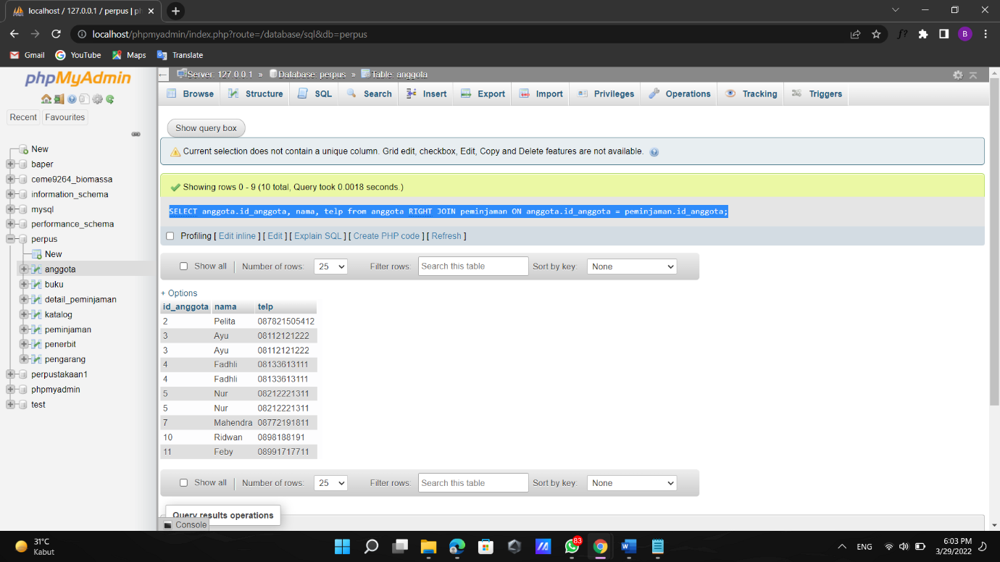 localhost / 127.0.0.1 / perpus | ph
localhost/phpmyadmin/index.php?route=/database/sql&db=perpus
f?
B
Gmail YouTube Maps Translate
phpMyAdmin
Recent Favourites
New
baper
ceme9264_biomassa
information_schema
mysql
performance_schema
perpus
New
anggota
buku
detail_peminjaman
katalog
peminjaman
penerbit
pengarang
perpustakaan1
phpmyadmin
test
Server: 127.0.0.1 » Database: perpus » Table: anggota
Browse Structure SQL Search Insert Export Import Privileges Operations Tracking Triggers
Show query box
Current selection does not contain a unique column. Grid edit, checkbox, Edit, Copy and Delete features are not available.
Showing rows 0 - 9 (10 total, Query took 0.0018 seconds.)
SELECT anggota.id_anggota, nama, telp from anggota RIGHT JOIN peminjaman ON anggota.id_anggota = peminjaman.id_anggota;
Profiling [ Edit inline ] [ Edit ] [ Explain SQL ] [ Create PHP code ] [ Refresh ]
Show all Number of rows: 25 Filter rows: Search this table Sort by key: None
+ Options
id_anggota nama telp
2 Pelita 087821505412
3 Ayu 08112121222
3 Ayu 08112121222
4 Fadhli 08133613111
4 Fadhli 08133613111
5 Nur 08212221311
5 Nur 08212221311
7 Mahendra 08772191811
10 Ridwan 0898188191
11 Feby 08991717711
Show all Number of rows: 25 Filter rows: Search this table Sort by key: None
Query results operations
Console
31°C
Kabut
83
ENG
6:03 PM
3/29/2022